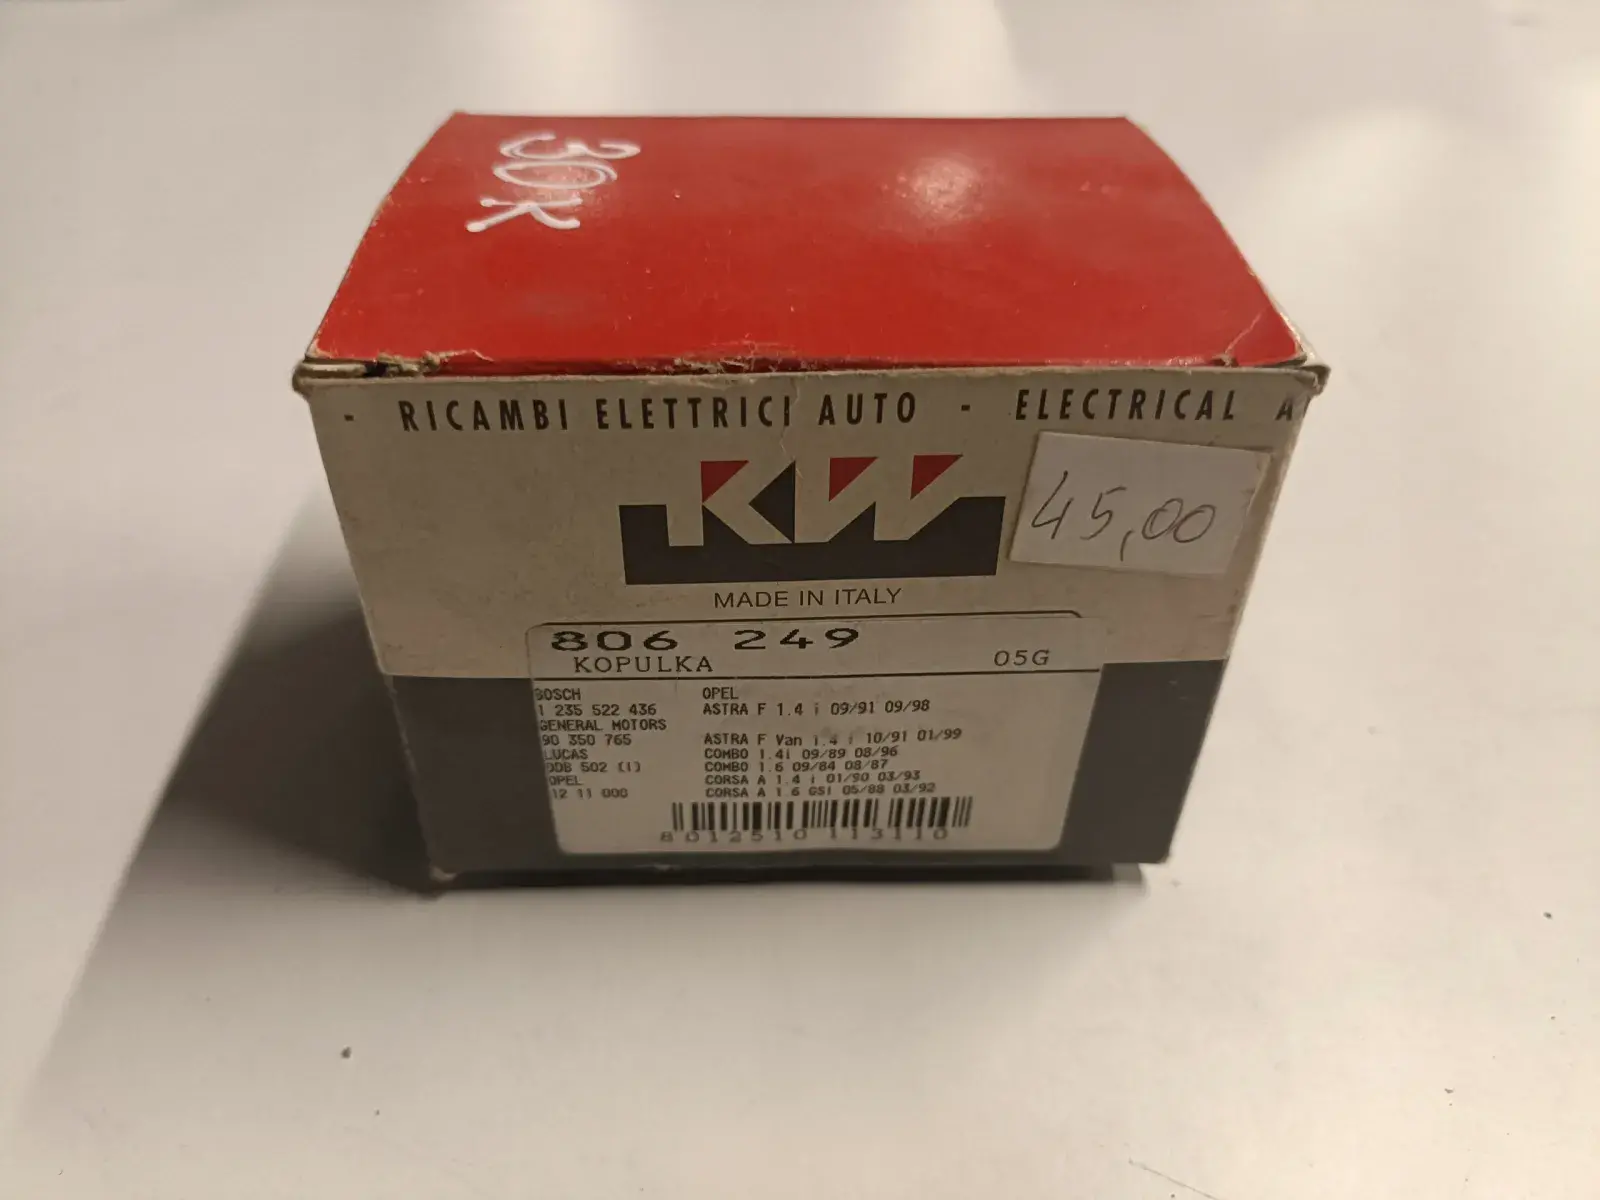 30K
- RICAMBI ELETTRICI AUTO - ELECTRICAL A
KW
45,00
MADE IN ITALY
806 249
KOPULKA 05G
BOSCH OPEL
1 235 522 436 ASTRA F 1.4 i 09/91 09/98
GENERAL MOTORS
90 350 765 ASTRA F Van 1.4 i 10/91 01/99
LUCAS COMBO 1.4i 09/89 08/96
DDB 502 (I) COMBO 1.6 09/84 08/87
OPEL CORSA A 1.4 i 01/90 03/93
12 11 000 CORSA A 1.6 GSi 05/88 03/92
8 012510 113110